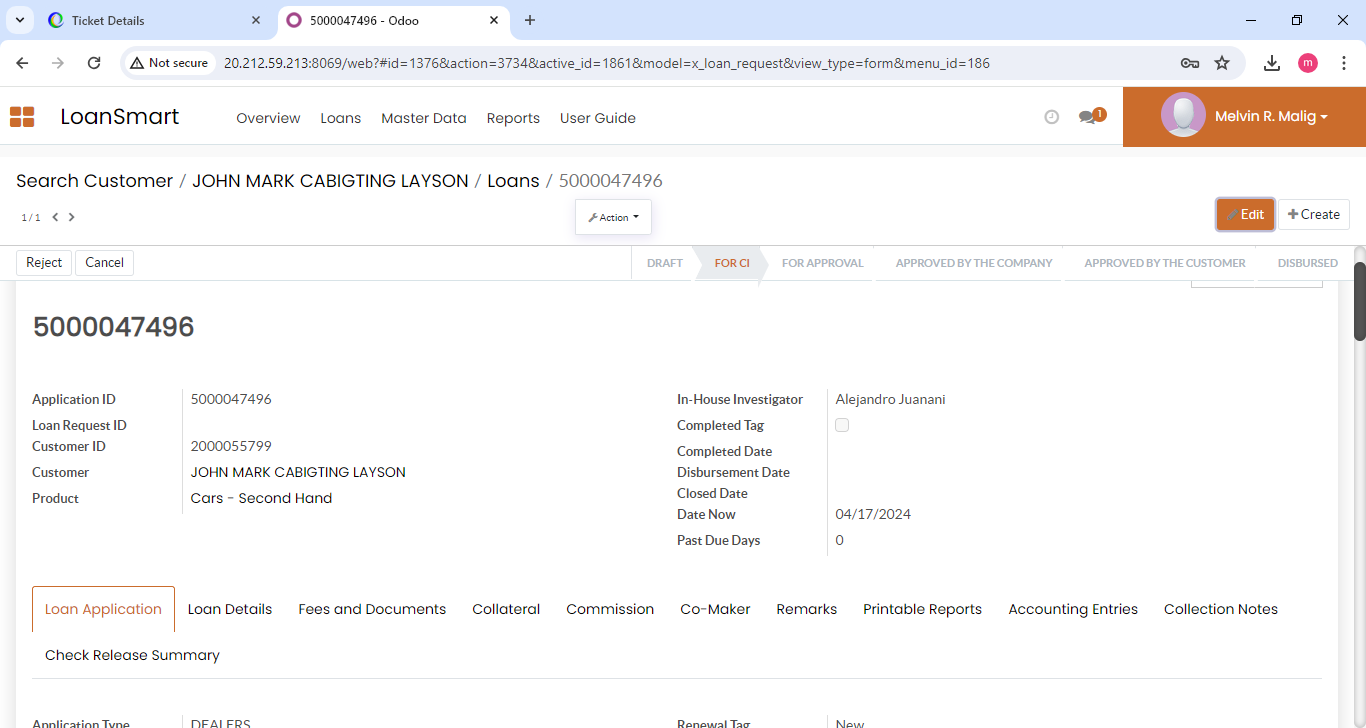 Ticket Details
5000047496 - Odoo
Not secure
20.212.59.213:8069/web?#id=1376&action=3734&active_id=1861&model=x_loan_request&view_type=form&menu_id=186
m
LoanSmart
Overview
Loans
Master Data
Reports
User Guide
1
Melvin R. Malig
Search Customer / JOHN MARK CABIGTING LAYSON / Loans / 5000047496
1 / 1
Action
Edit
Create
Reject
Cancel
DRAFT
FOR CI
FOR APPROVAL
APPROVED BY THE COMPANY
APPROVED BY THE CUSTOMER
DISBURSED
5000047496
Application ID 5000047496
Loan Request ID
Customer ID 2000055799
Customer JOHN MARK CABIGTING LAYSON
Product Cars - Second Hand
In-House Investigator Alejandro Juanani
Completed Tag
Completed Date
Disbursement Date
Closed Date
Date Now 04/17/2024
Past Due Days 0
Loan Application
Loan Details
Fees and Documents
Collateral
Commission
Co-Maker
Remarks
Printable Reports
Accounting Entries
Collection Notes
Check Release Summary
Application Type DEALERS
Renewal Tag New